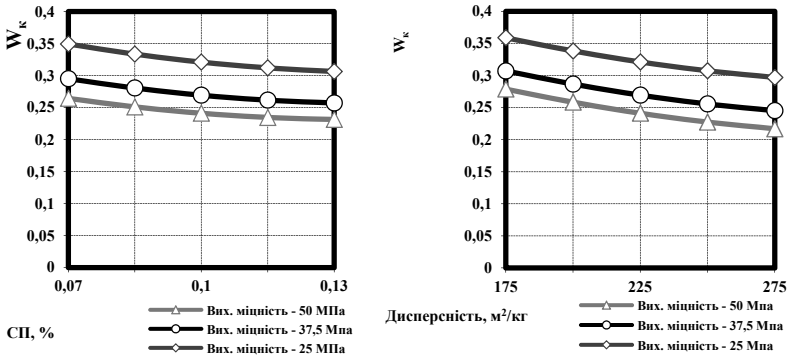 0,4
0,35
0,3
0,25
0,2
0,15
0,1
0,05
0
Wк
0,07 0,1 0,13
СП, %
Вих. міцність - 50 МПа
Вих. міцність - 37,5 Мпа
Вих. міцність - 25 МПа
0,4
0,35
0,3
0,25
0,2
0,15
0,1
0,05
0
Wк
175 225 275
Дисперсність, м²/кг
Вих. міцність - 50 Мпа
Вих. міцність - 37,5 Мпа
Вих. міцність - 25 Мпа